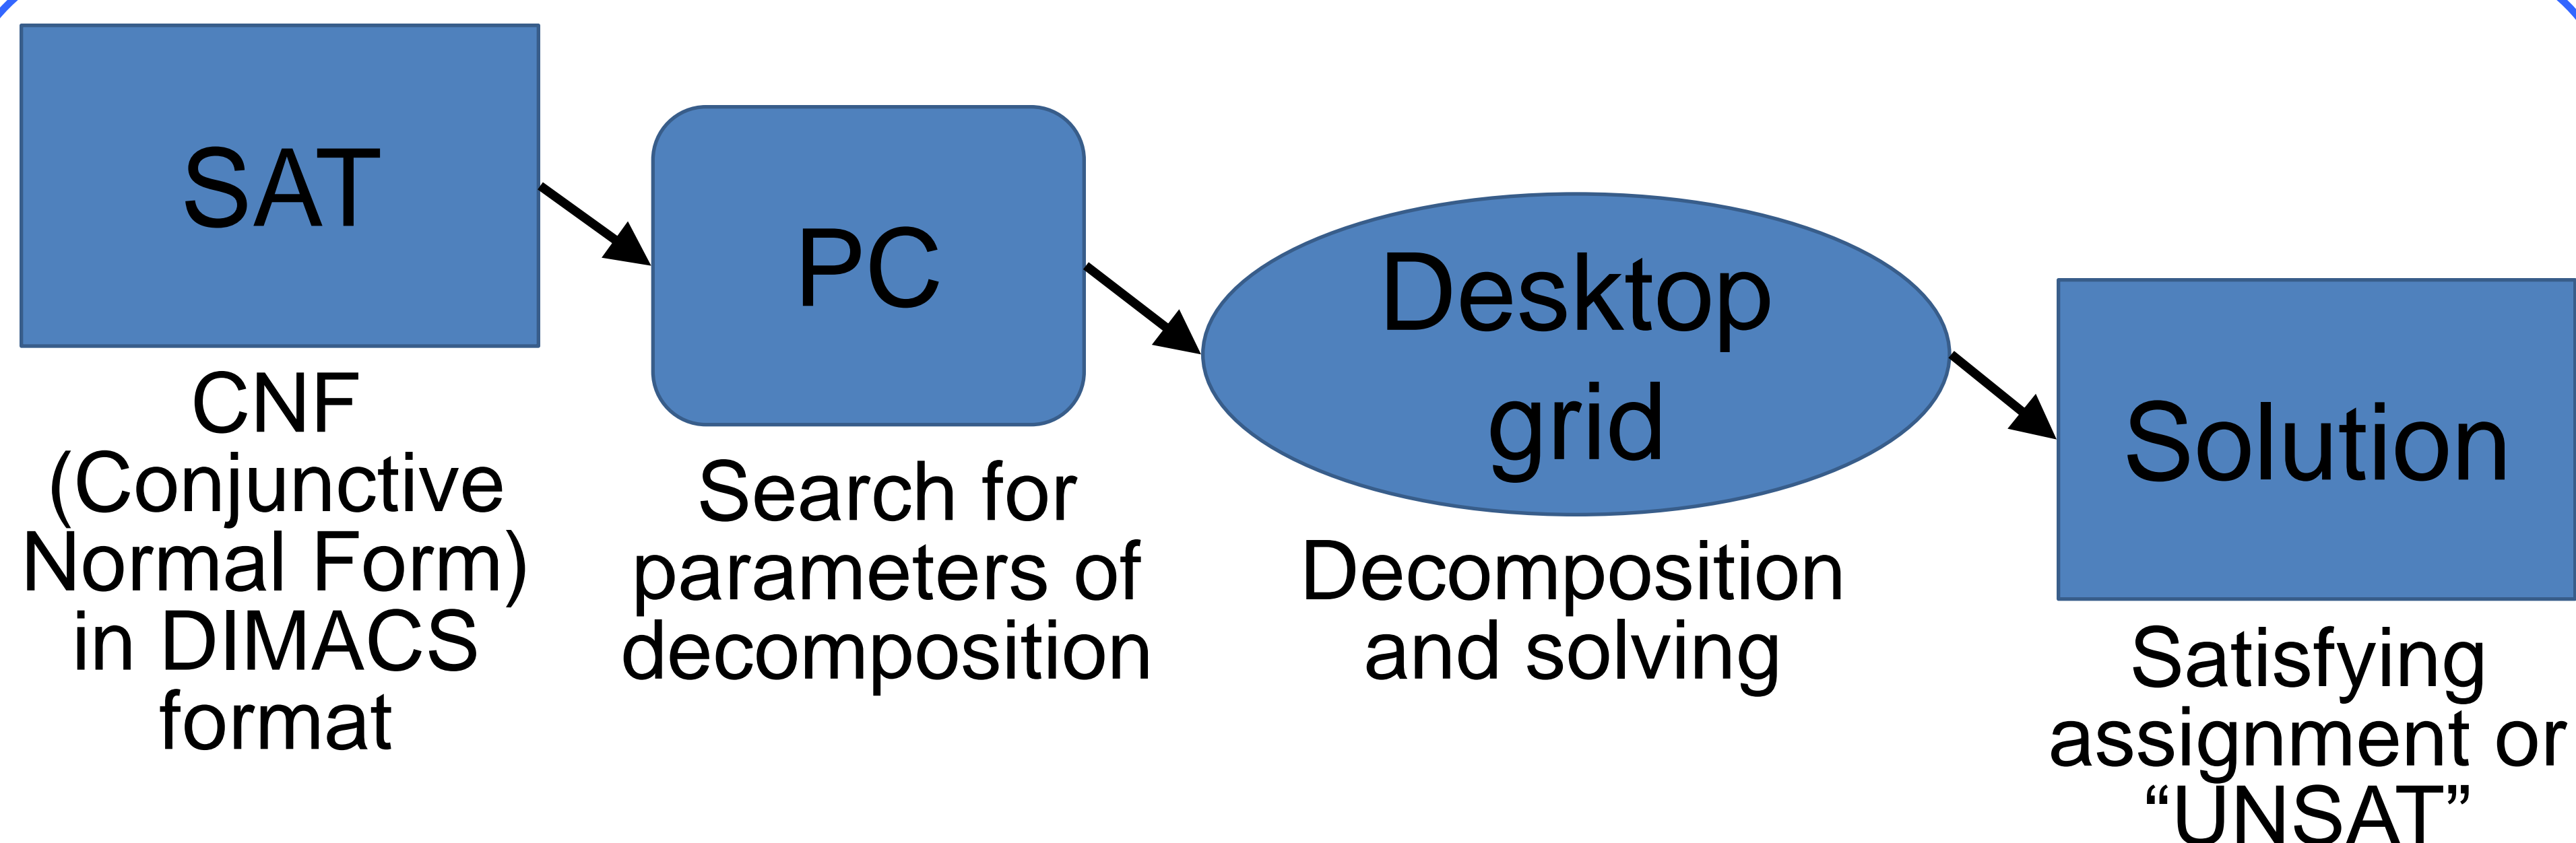 SAT
CNF
(Conjunctive
Normal Form)
in DIMACS
format
PC
Search for
parameters of
decomposition
Desktop
grid
Decomposition
and solving
Solution
Satisfying
assignment or
“UNSAT”